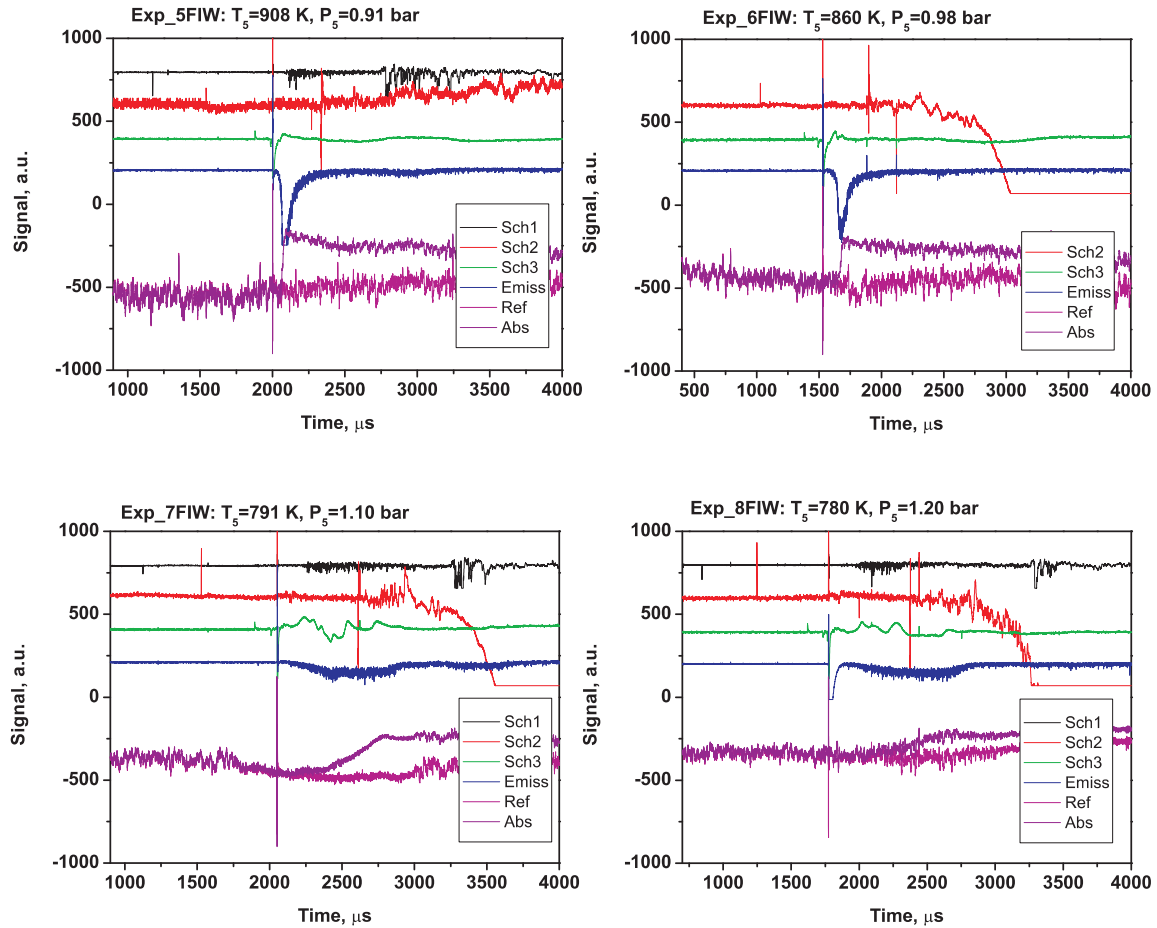 Exp_5FIW: T5=908 K, P5=0.91 bar
1000
500
0
-500
-1000
Signal, a.u.
1000 1500 2000 2500 3000 3500 4000
Time, μs
Sch1
Sch2
Sch3
Emiss
Ref
Abs
Exp_6FIW: T5=860 K, P5=0.98 bar
1000
500
0
-500
-1000
Signal, a.u.
500 1000 1500 2000 2500 3000 3500 4000
Time, μs
Sch2
Sch3
Emiss
Ref
Abs
Exp_7FIW: T5=791 K, P5=1.10 bar
1000
500
0
-500
-1000
Signal, a.u.
1000 1500 2000 2500 3000 3500 4000
Time, μs
Sch1
Sch2
Sch3
Emiss
Ref
Abs
Exp_8FIW: T5=780 K, P5=1.20 bar
1000
500
0
-500
-1000
Signal, a.u.
1000 1500 2000 2500 3000 3500 4000
Time, μs
Sch1
Sch2
Sch3
Emiss
Ref
Abs